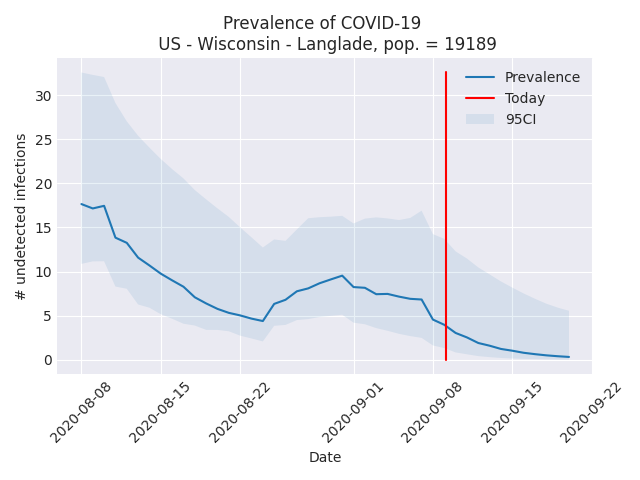 Prevalence of COVID-19
US - Wisconsin - Langlade, pop. = 19189
# undetected infections
30
25
20
15
10
5
0
Prevalence
Today
95CI
2020-08-08
2020-08-15
2020-08-22
2020-09-01
2020-09-08
2020-09-15
2020-09-22
Date